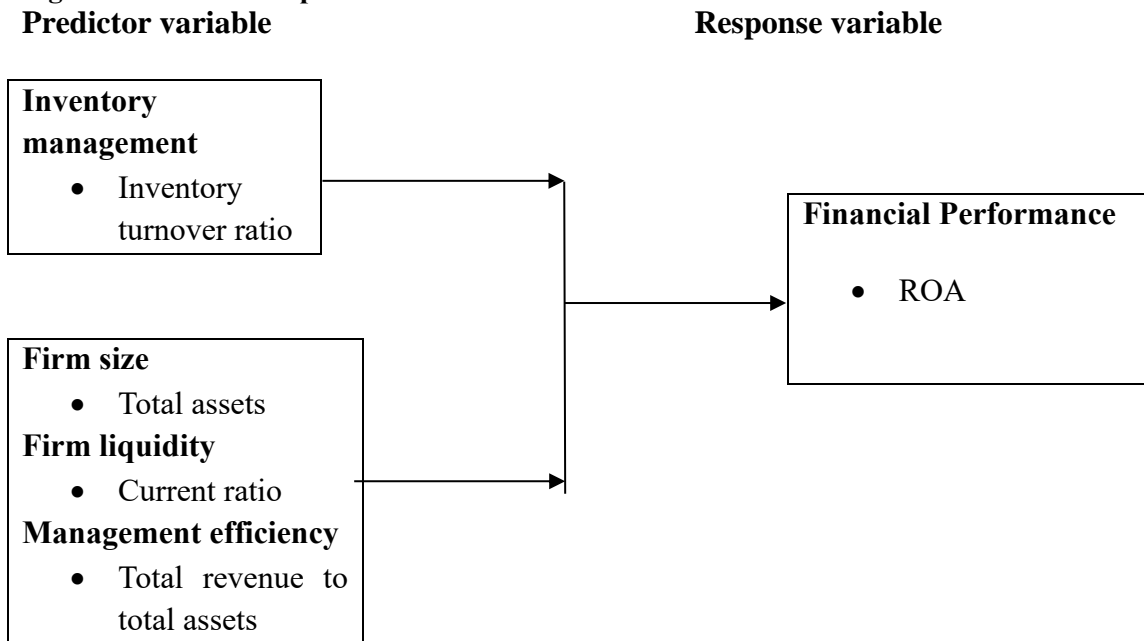 Predictor variable
Response variable
Inventory
management
• Inventory
turnover ratio
Financial Performance
• ROA
Firm size
• Total assets
Firm liquidity
• Current ratio
Management efficiency
• Total revenue to
total assets